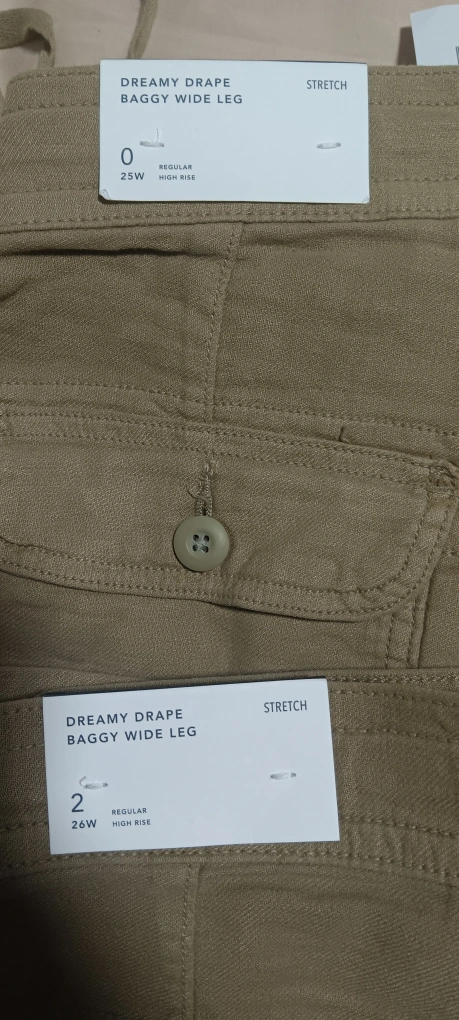 DREAMY DRAPE
BAGGY WIDE LEG
STRETCH
0
25W
REGULAR
HIGH RISE
DREAMY DRAPE
BAGGY WIDE LEG
STRETCH
2
26W
REGULAR
HIGH RISE